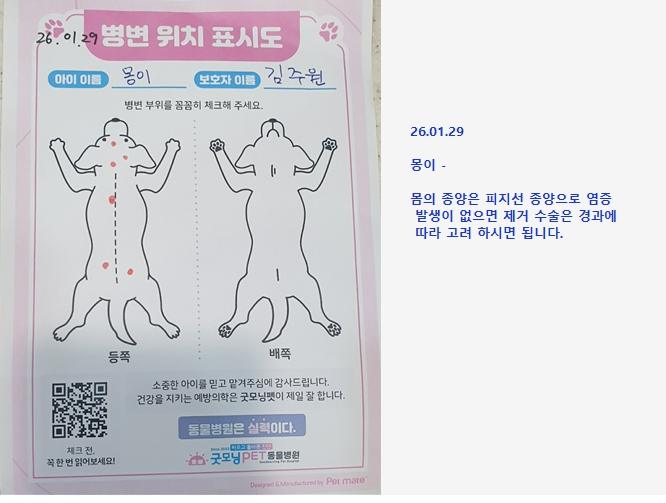 26.01.29
병변 위치 표시도
아이 이름 몽이 보호자 이름 김주원
병변 부위를 꼼꼼히 체크해 주세요.
등쪽 배쪽
소중한 아이를 믿고 맡겨주심에 감사드립니다.
건강을 지키는 예방의학은 굿모닝펫이 제일 잘 합니다.
동물병원은 실력이다.
체크 전,
꼭 한 번 읽어보세요!
굿모닝PET동물병원
Designed & Manufactured by Pet mate
26.01.29
몽이 -
몸의 종양은 피지선 종양으로 염증
발생이 없으면 제거 수술은 경과에
따라 고려 하시면 됩니다.